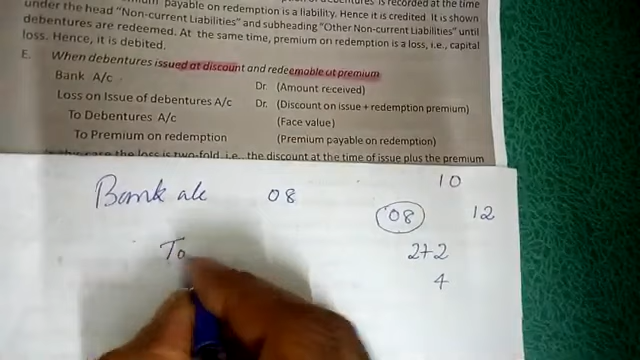 payable on redemption is a liability. Hence it is credited. It is shown
under the head "Non-current Liabilities" and subheading "Other Non-current Liabilities" until
debentures are redeemed. At the same time, premium on redemption is a loss, i.e., capital
loss. Hence, it is debited.
E. When debentures issued at discount and redeemable at premium
Bank A/c Dr. (Amount received)
Loss on Issue of debentures A/c Dr. (Discount on issue + redemption premium)
To Debentures A/c (Face value)
To Premium on redemption (Premium payable on redemption)
the loss is two-fold, i.e., the discount at the time of issue plus the premium
10
Bank a/c 08 08 12
To 2+2
4